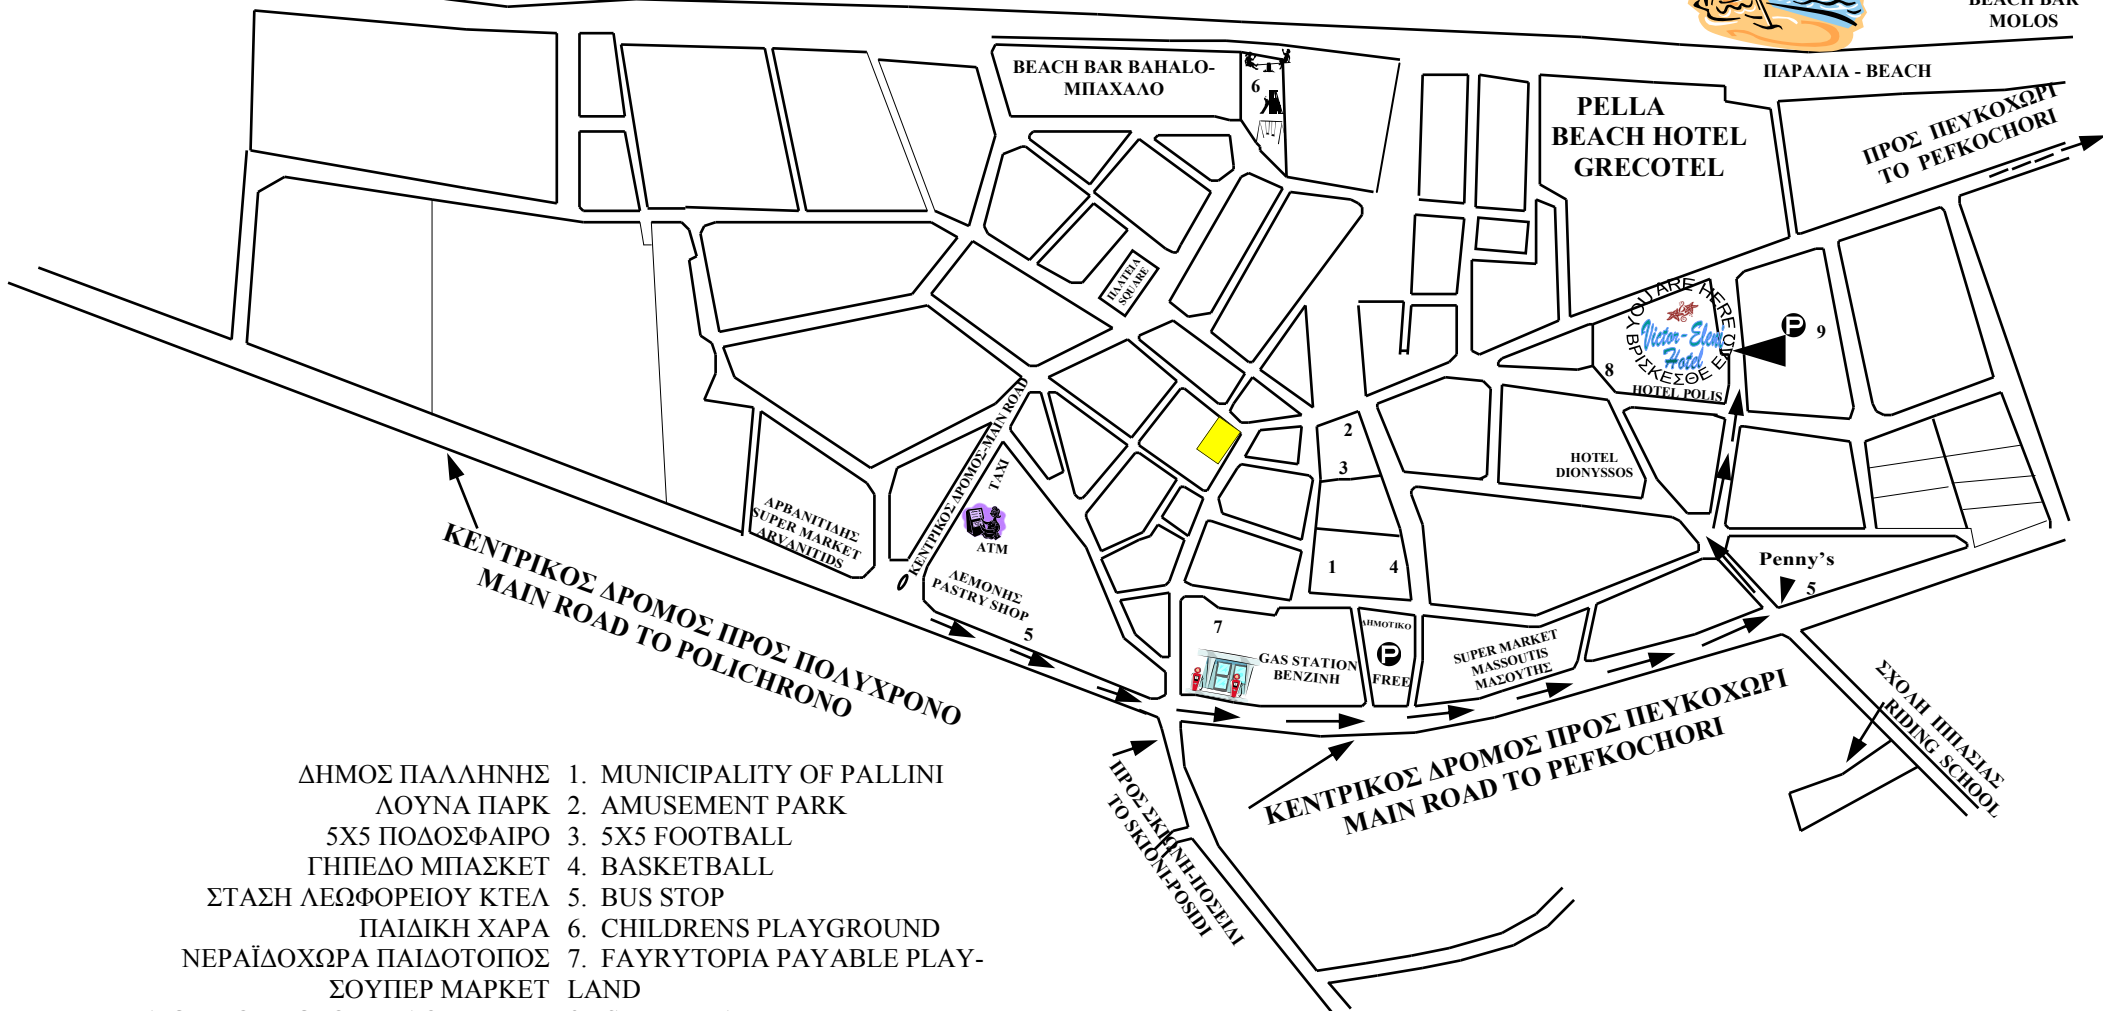 BEACH BAR
MOLOS
ΠΑΡΑΛΙΑ - BEACH
BEACH BAR BAHALO-
ΜΠΑΧΑΛΟ
6
PELLA
BEACH HOTEL
GRECOTEL
ΠΡΟΣ ΠΕΥΚΟΧΩΡΙ
TO PEFKOCHORI
ΠΛΑΤΕΙΑ
SQUARE
YOU ARE HERE
ΒΡΙΣΚΕΣΘΕ ΕΔΩ
Victor-Eleni
Hotel
P
9
8
HOTEL POLIS
ΚΕΝΤΡΙΚΟΣ ΔΡΟΜΟΣ-MAIN ROAD
TAXI
ATM
2
3
HOTEL
DIONYSSOS
ΑΡΒΑΝΙΤΙΔΗΣ
SUPER MARKET
ARVANITIDS
ΛΕΜΟΝΗΣ
PASTRY SHOP
5
1
4
Penny's
5
7
GAS STATION
ΒΕΝΖΙΝΗ
ΔΗΜΟΤΙΚΟ
P
FREE
SUPER MARKET
MASSOUTIS
ΜΑΣΟΥΤΗΣ
ΚΕΝΤΡΙΚΟΣ ΔΡΟΜΟΣ ΠΡΟΣ ΠΟΛΥΧΡΟΝΟ
MAIN ROAD TO POLICHRONO
ΚΕΝΤΡΙΚΟΣ ΔΡΟΜΟΣ ΠΡΟΣ ΠΕΥΚΟΧΩΡΙ
MAIN ROAD TO PEFKOCHORI
ΣΧΟΛΗ ΙΠΠΑΣΙΑΣ
RIDING SCHOOL
ΠΡΟΣ ΣΚΙΩΝΗ-ΠΟΣΕΙΔΙ
TO SKIONI-POSIDI
ΔΗΜΟΣ ΠΑΛΛΗΝΗΣ 1. MUNICIPALITY OF PALLINI
ΛΟΥΝΑ ΠΑΡΚ 2. AMUSEMENT PARK
5Χ5 ΠΟΔΟΣΦΑΙΡΟ 3. 5X5 FOOTBALL
ΓΗΠΕΔΟ ΜΠΑΣΚΕΤ 4. BASKETBALL
ΣΤΑΣΗ ΛΕΩΦΟΡΕΙΟΥ ΚΤΕΛ 5. BUS STOP
ΠΑΙΔΙΚΗ ΧΑΡΑ 6. CHILDRENS PLAYGROUND
ΝΕΡΑΪΔΟΧΩΡΑ ΠΑΙΔΟΤΟΠΟΣ 7. FAYRYTOPIA PAYABLE PLAY-
ΣΟΥΠΕΡ ΜΑΡΚΕΤ LAND